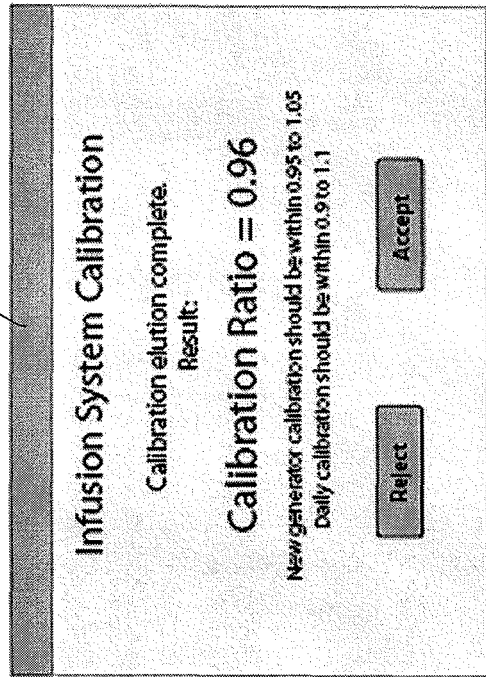 Infusion System Calibration
Calibration elution complete.
Result:
Calibration Ratio = 0.96
New generator calibration should be within 0.95 to 1.05
Daily calibration should be within 0.9 to 1.1
Reject
Accept